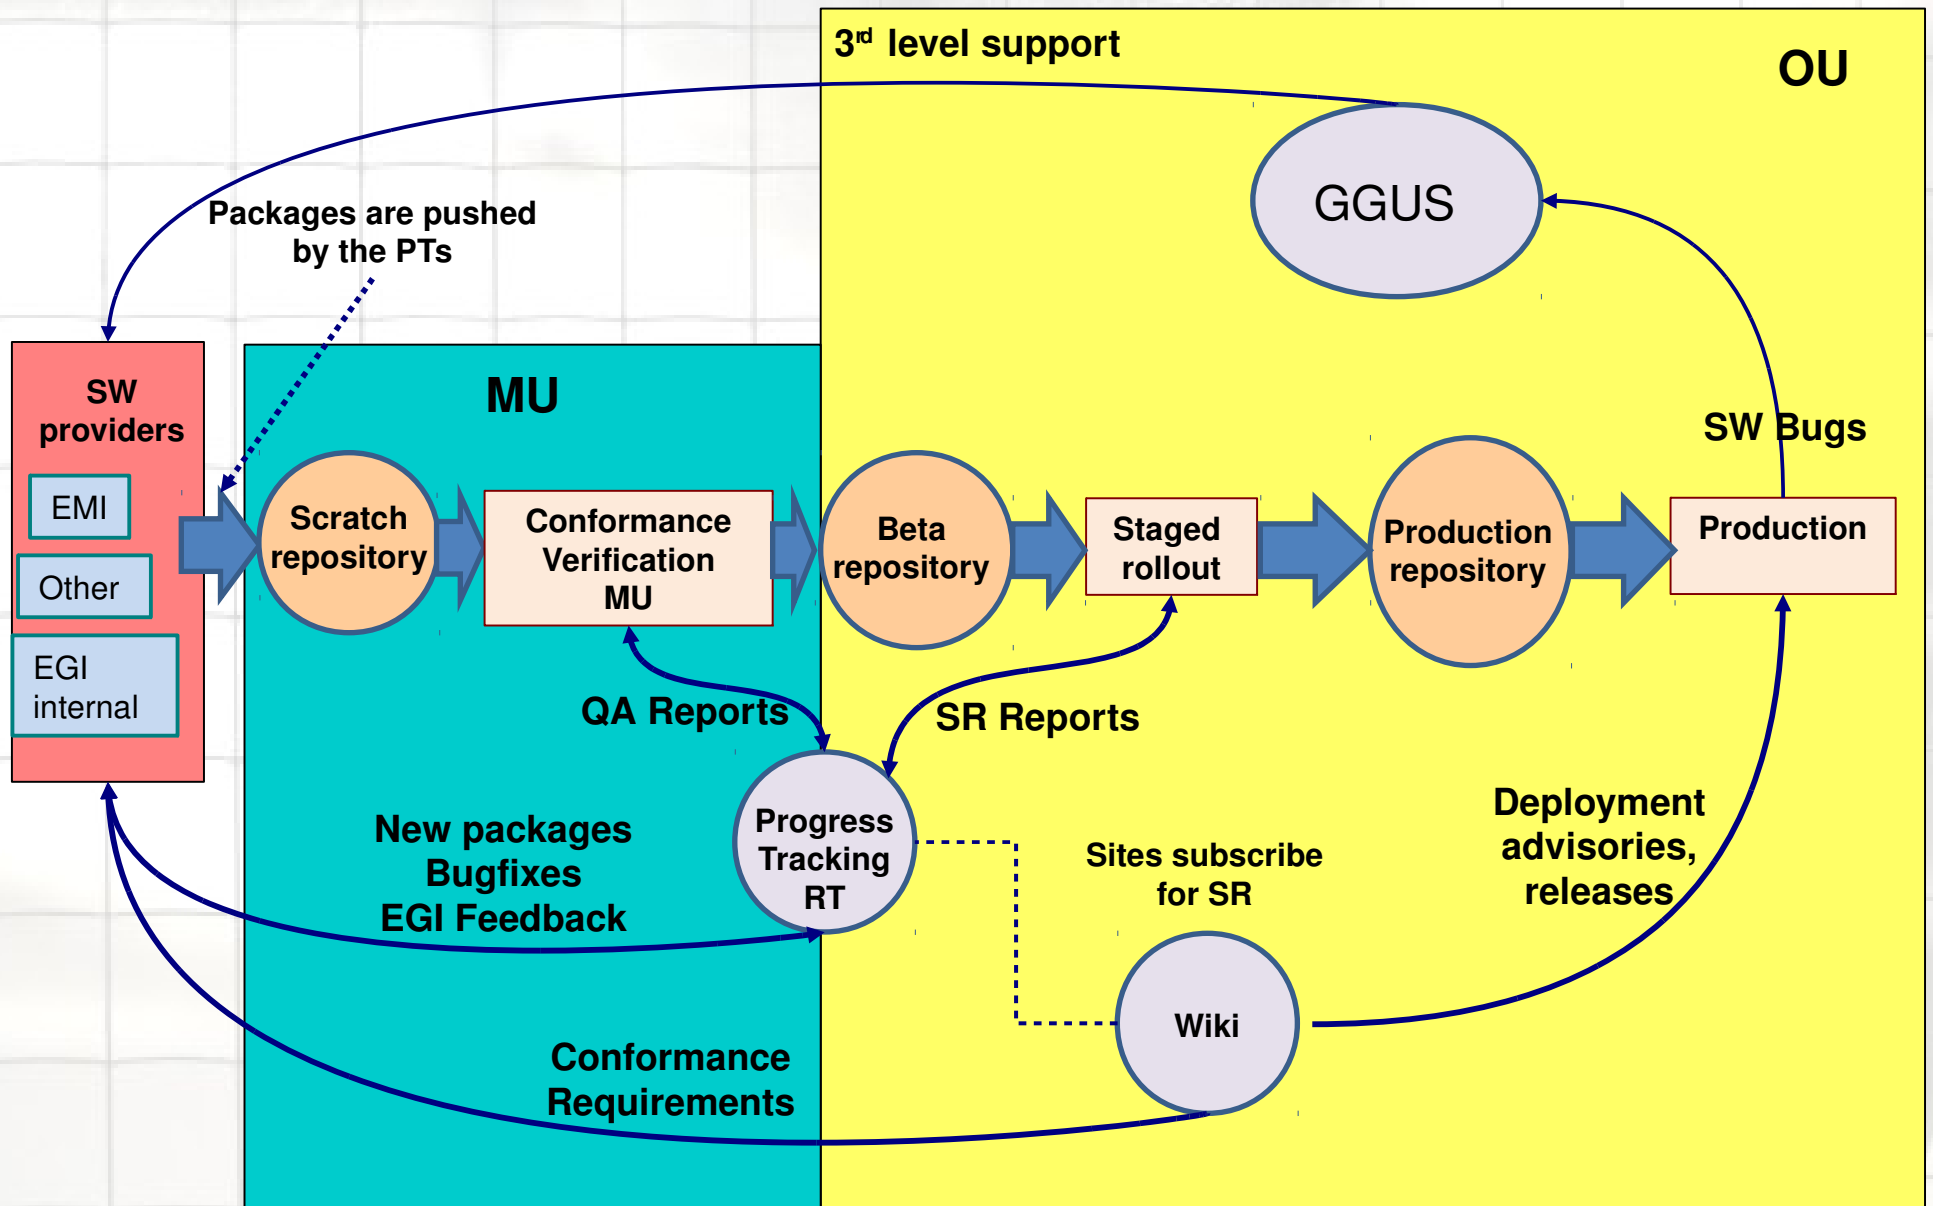 3rd level support
OU
GGUS
Packages are pushed
by the PTs
SW
providers
EMI
Other
EGI
internal
MU
Scratch
repository
Conformance
Verification
MU
Beta
repository
Staged
rollout
Production
repository
SW Bugs
Production
QA Reports
SR Reports
New packages
Bugfixes
EGI Feedback
Progress
Tracking
RT
Sites subscribe
for SR
Deployment
advisories,
releases
Wiki
Conformance
Requirements